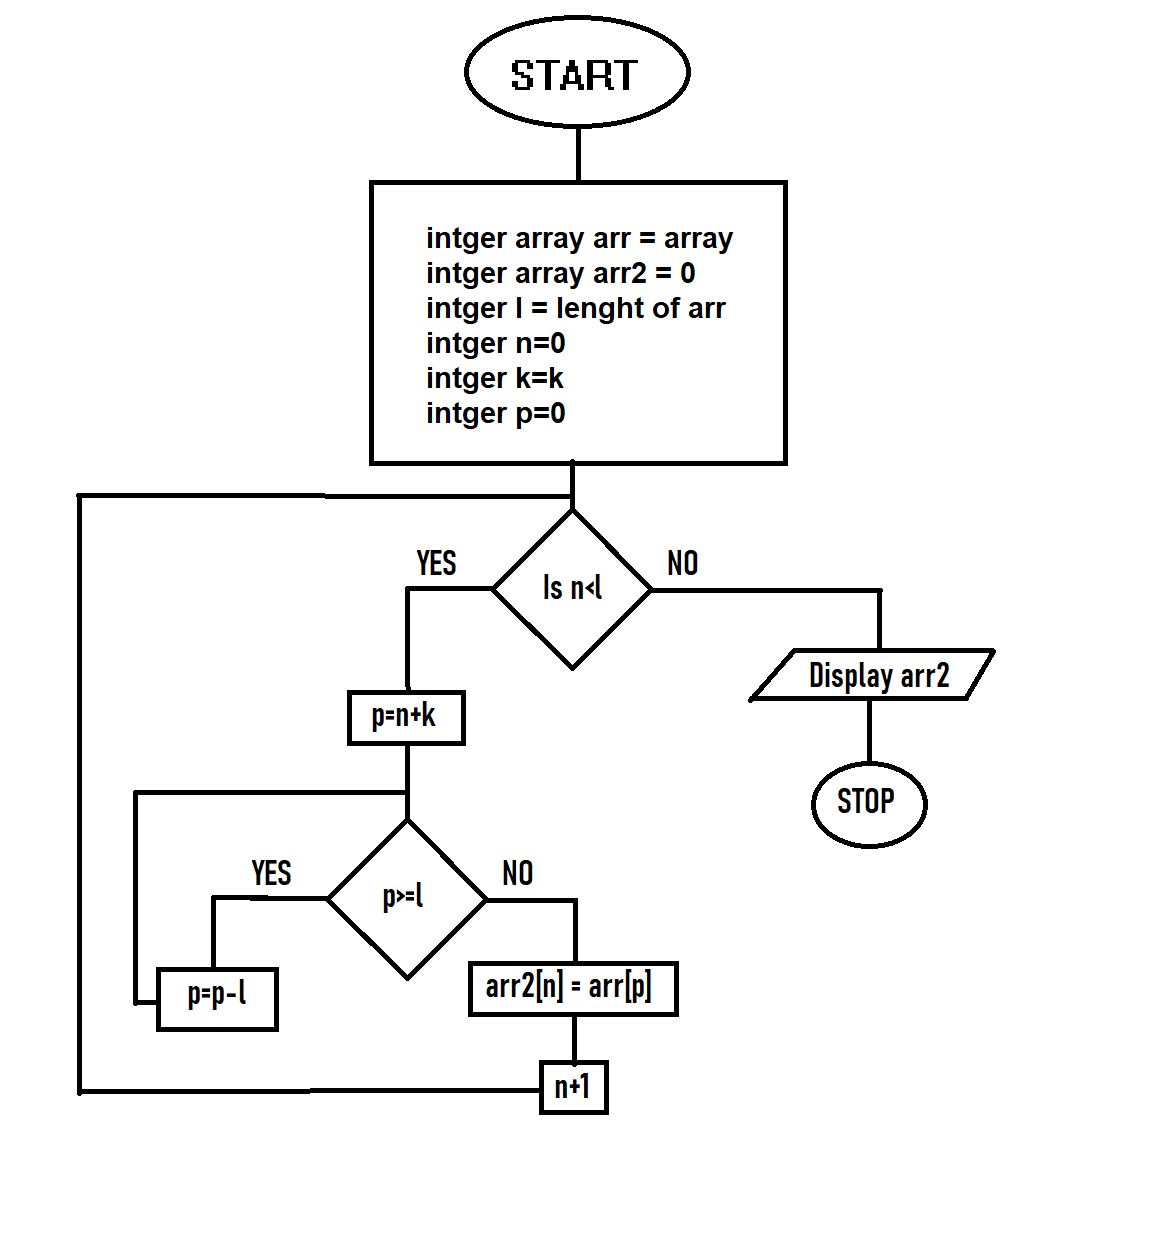 START
intger array arr = array
intger array arr2 = 0
intger l = lenght of arr
intger n=0
intger k=k
intger p=0
YES
Is n<l
NO
Display arr2
p=n+k
STOP
YES
p>=l
NO
p=p-l
arr2[n] = arr[p]
n+1